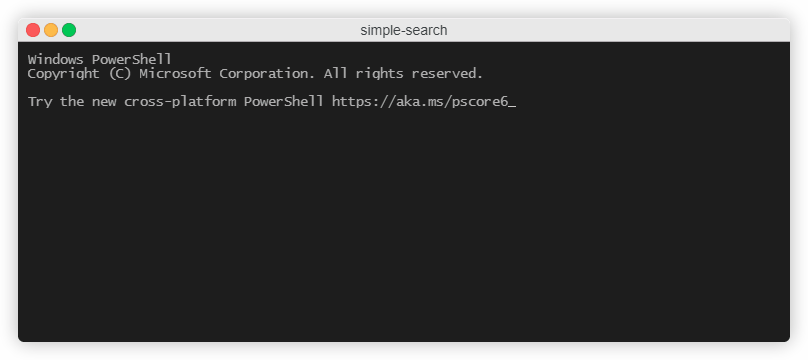 simple-search
Windows PowerShell
Copyright (C) Microsoft Corporation. All rights reserved.
Try the new cross-platform PowerShell https://aka.ms/pscore6_